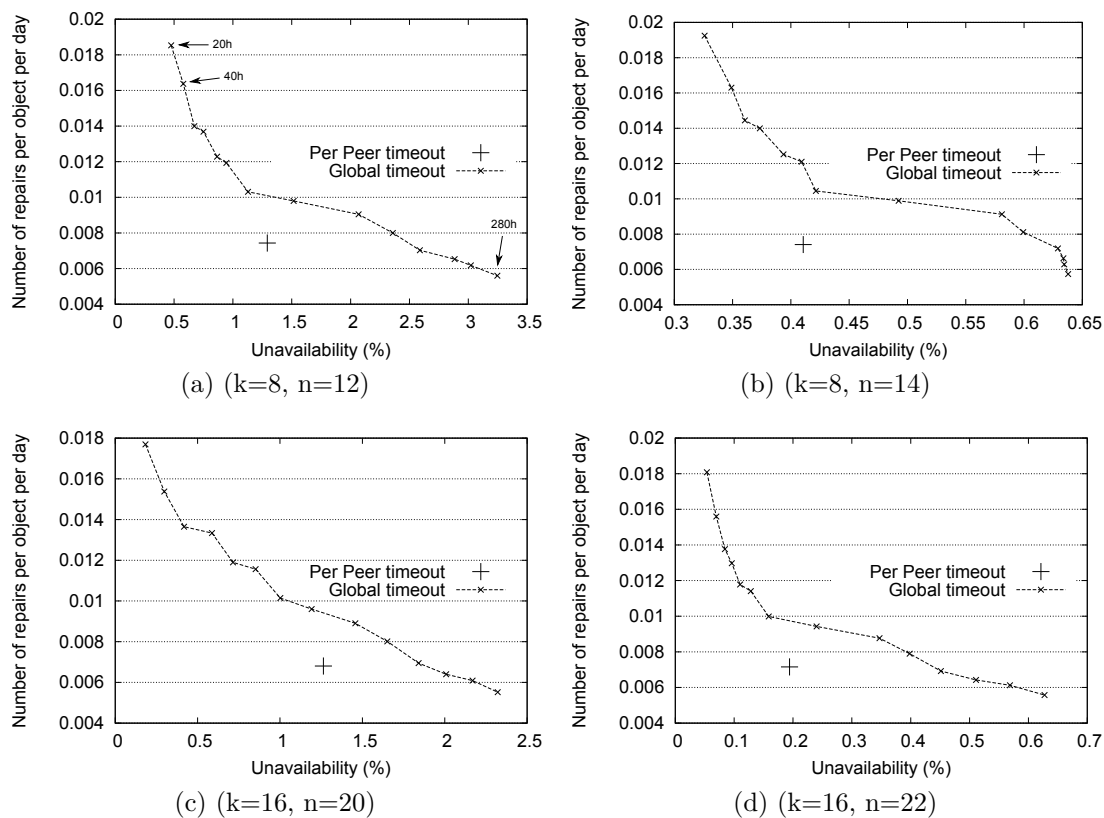 Number of repairs per object per day
0.02
0.018
0.016
0.014
0.012
0.01
0.008
0.006
0.004
20h
40h
280h
Per Peer timeout
Global timeout
0 0.5 1 1.5 2 2.5 3 3.5
Unavailability (%)
(a) (k=8, n=12)
Number of repairs per object per day
0.02
0.018
0.016
0.014
0.012
0.01
0.008
0.006
0.004
Per Peer timeout
Global timeout
0.3 0.35 0.4 0.45 0.5 0.55 0.6 0.65
Unavailability (%)
(b) (k=8, n=14)
Number of repairs per object per day
0.018
0.016
0.014
0.012
0.01
0.008
0.006
0.004
Per Peer timeout
Global timeout
0 0.5 1 1.5 2 2.5
Unavailability (%)
(c) (k=16, n=20)
Number of repairs per object per day
0.02
0.018
0.016
0.014
0.012
0.01
0.008
0.006
0.004
Per Peer timeout
Global timeout
0 0.1 0.2 0.3 0.4 0.5 0.6 0.7
Unavailability (%)
(d) (k=16, n=22)